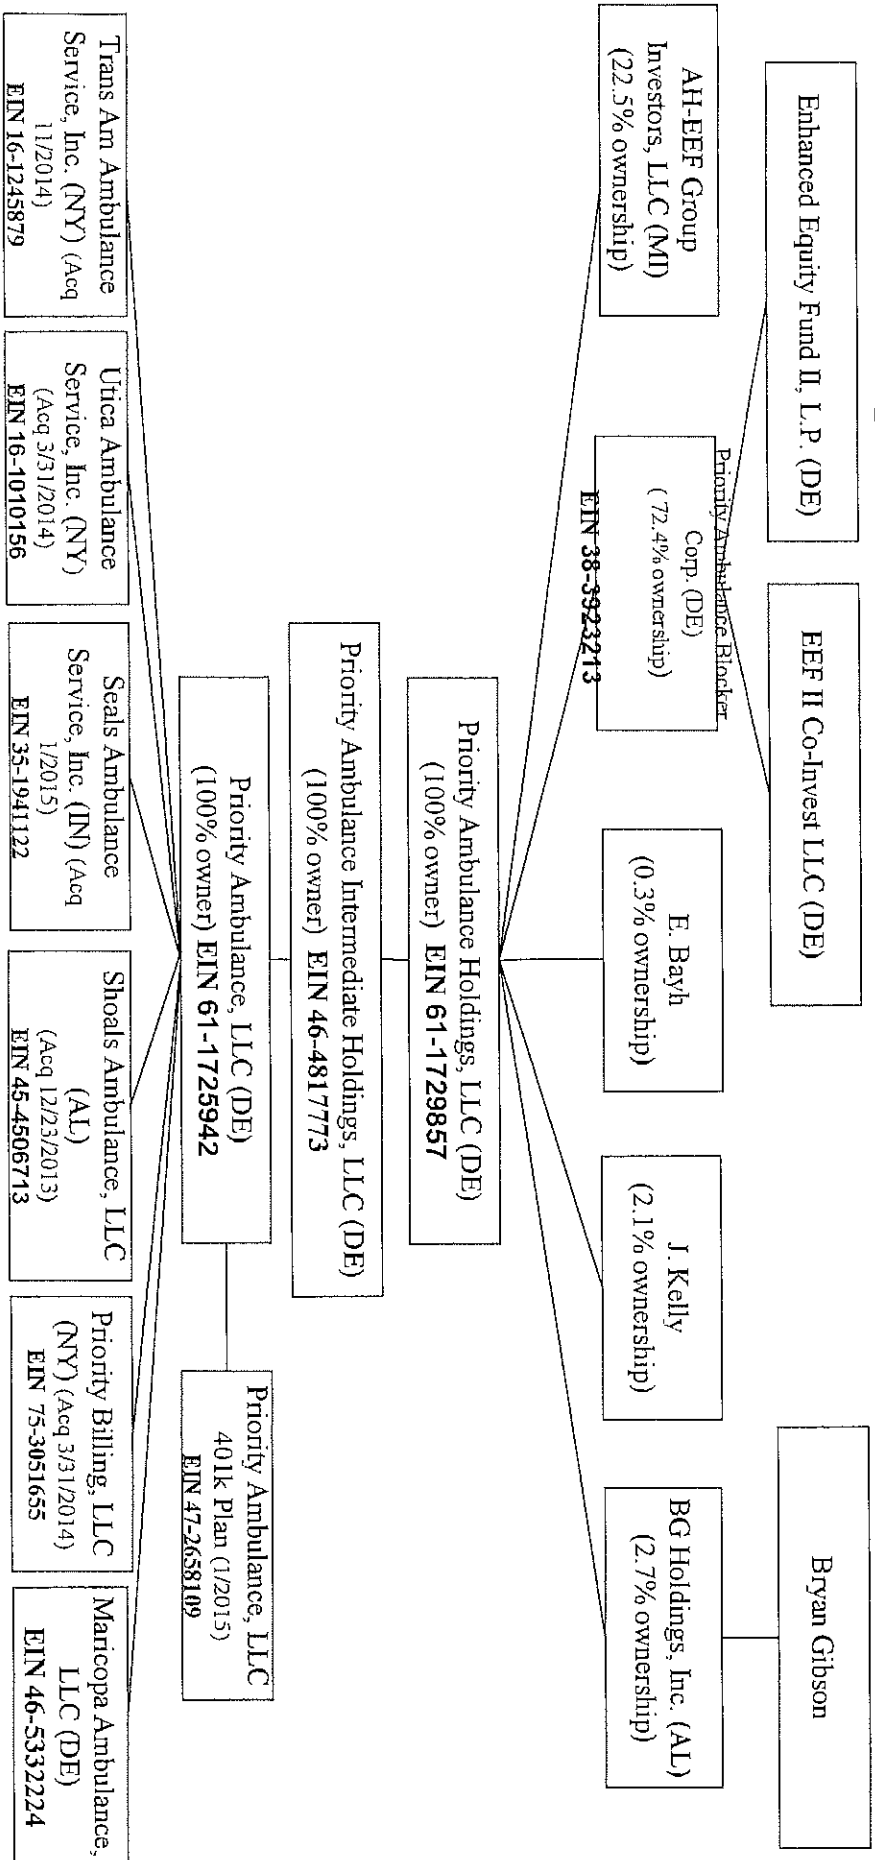 Enhanced Equity Fund II, L.P. (DE)
EEF II Co-Invest LLC (DE)
Bryan Gibson
AH-EEF Group
Investors, LLC (MI)
(22.5% ownership)
Priority Ambulance Blocker
Corp. (DE)
( 72.4% ownership)
EIN 38-3923213
E. Bayh
(0.3% ownership)
J. Kelly
(2.1% ownership)
BG Holdings, Inc. (AL)
(2.7% ownership)
Priority Ambulance Holdings, LLC (DE)
(100% owner) EIN 61-1729857
Priority Ambulance Intermediate Holdings, LLC (DE)
(100% owner) EIN 46-4817773
Priority Ambulance, LLC (DE)
(100% owner) EIN 61-1725942
Priority Ambulance, LLC
401k Plan (1/2015)
EIN 47-2658109
Trans Am Ambulance
Service, Inc. (NY) (Acq
11/2014)
EIN 16-1245879
Utica Ambulance
Service, Inc. (NY)
(Acq 3/31/2014)
EIN 16-1010156
Seals Ambulance
Service, Inc. (IN) (Acq
1/2015)
EIN 35-1941122
Shoals Ambulance, LLC
(AL)
(Acq 12/23/2013)
EIN 45-4506713
Priority Billing, LLC
(NY) (Acq 3/31/2014)
EIN 75-3051655
Maricopa Ambulance,
LLC (DE)
EIN 46-5332224